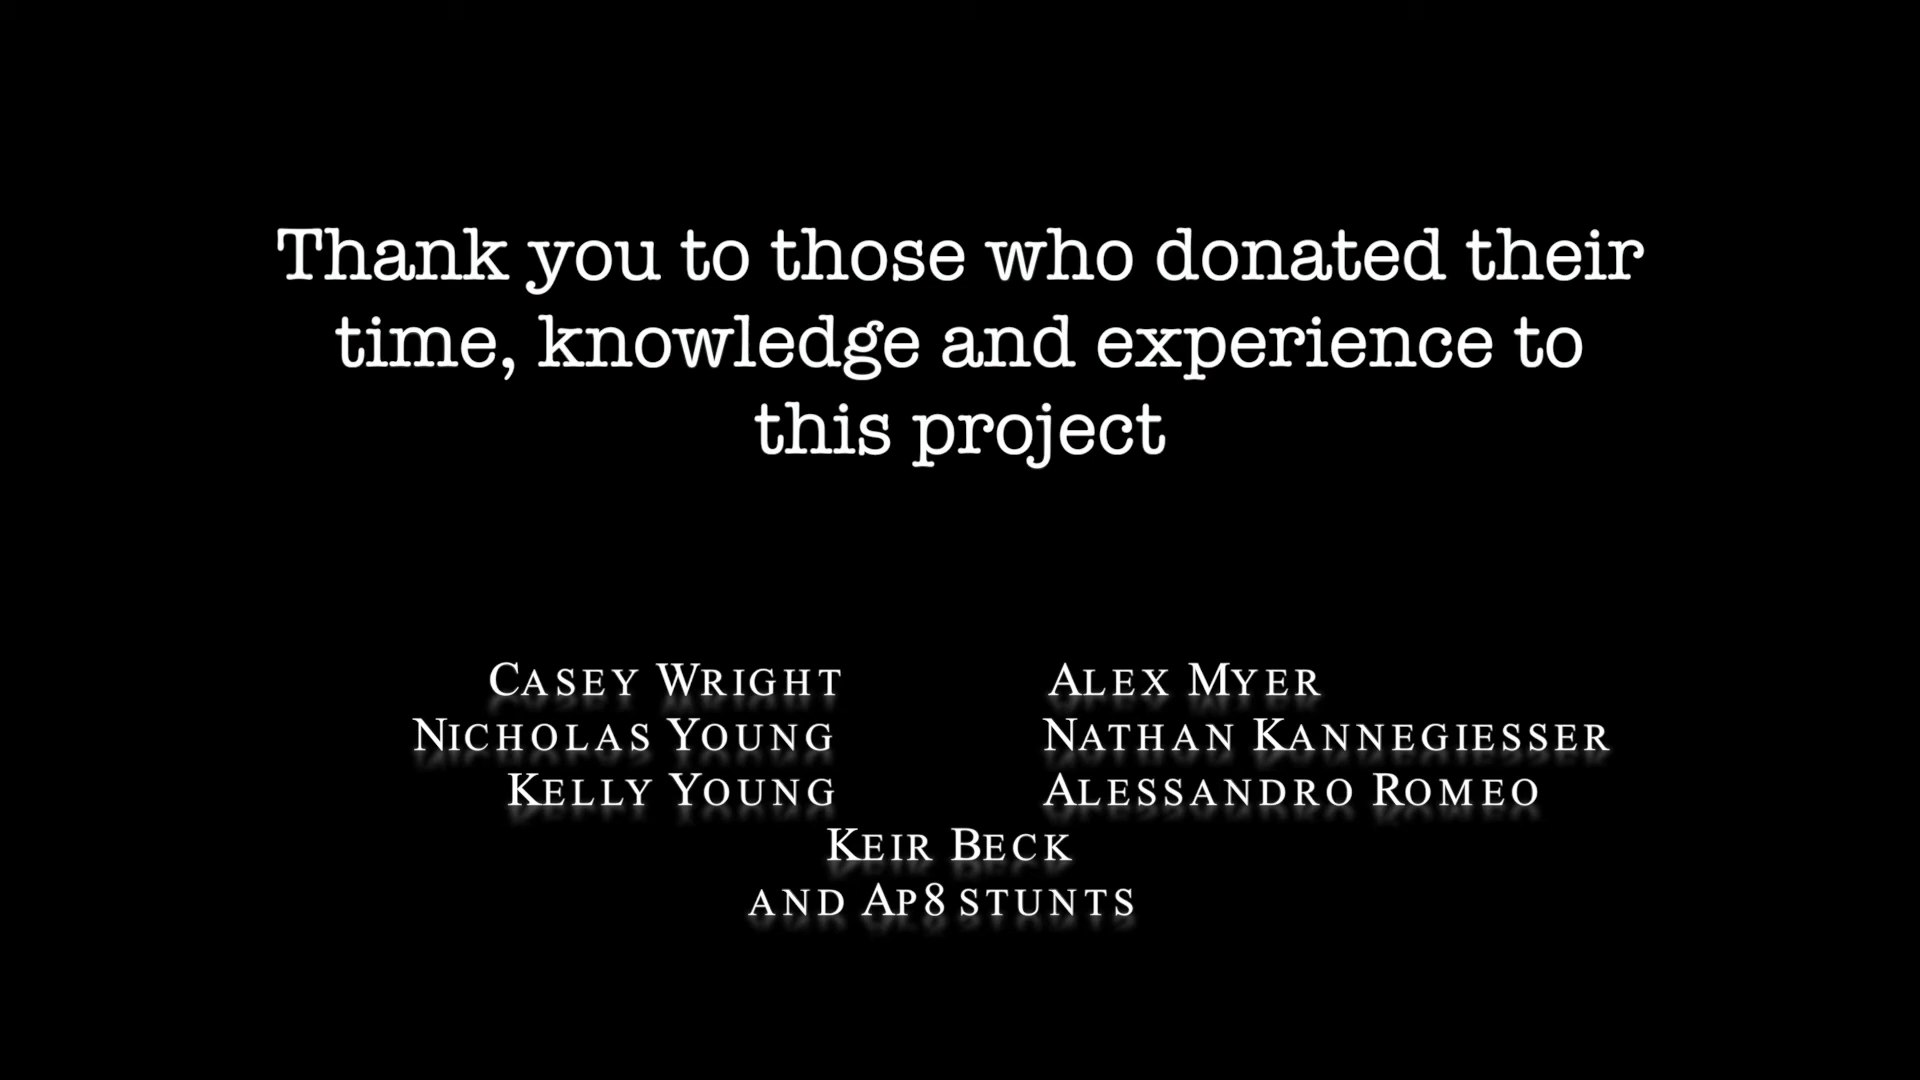 Thank you to those who donated their
time, knowledge and experience to
this project
CASEY WRIGHT ALEX MYER
NICHOLAS YOUNG NATHAN KANNEGIESSER
KELLY YOUNG ALESSANDRO ROMEO
KEIR BECK
AND AP8 STUNTS